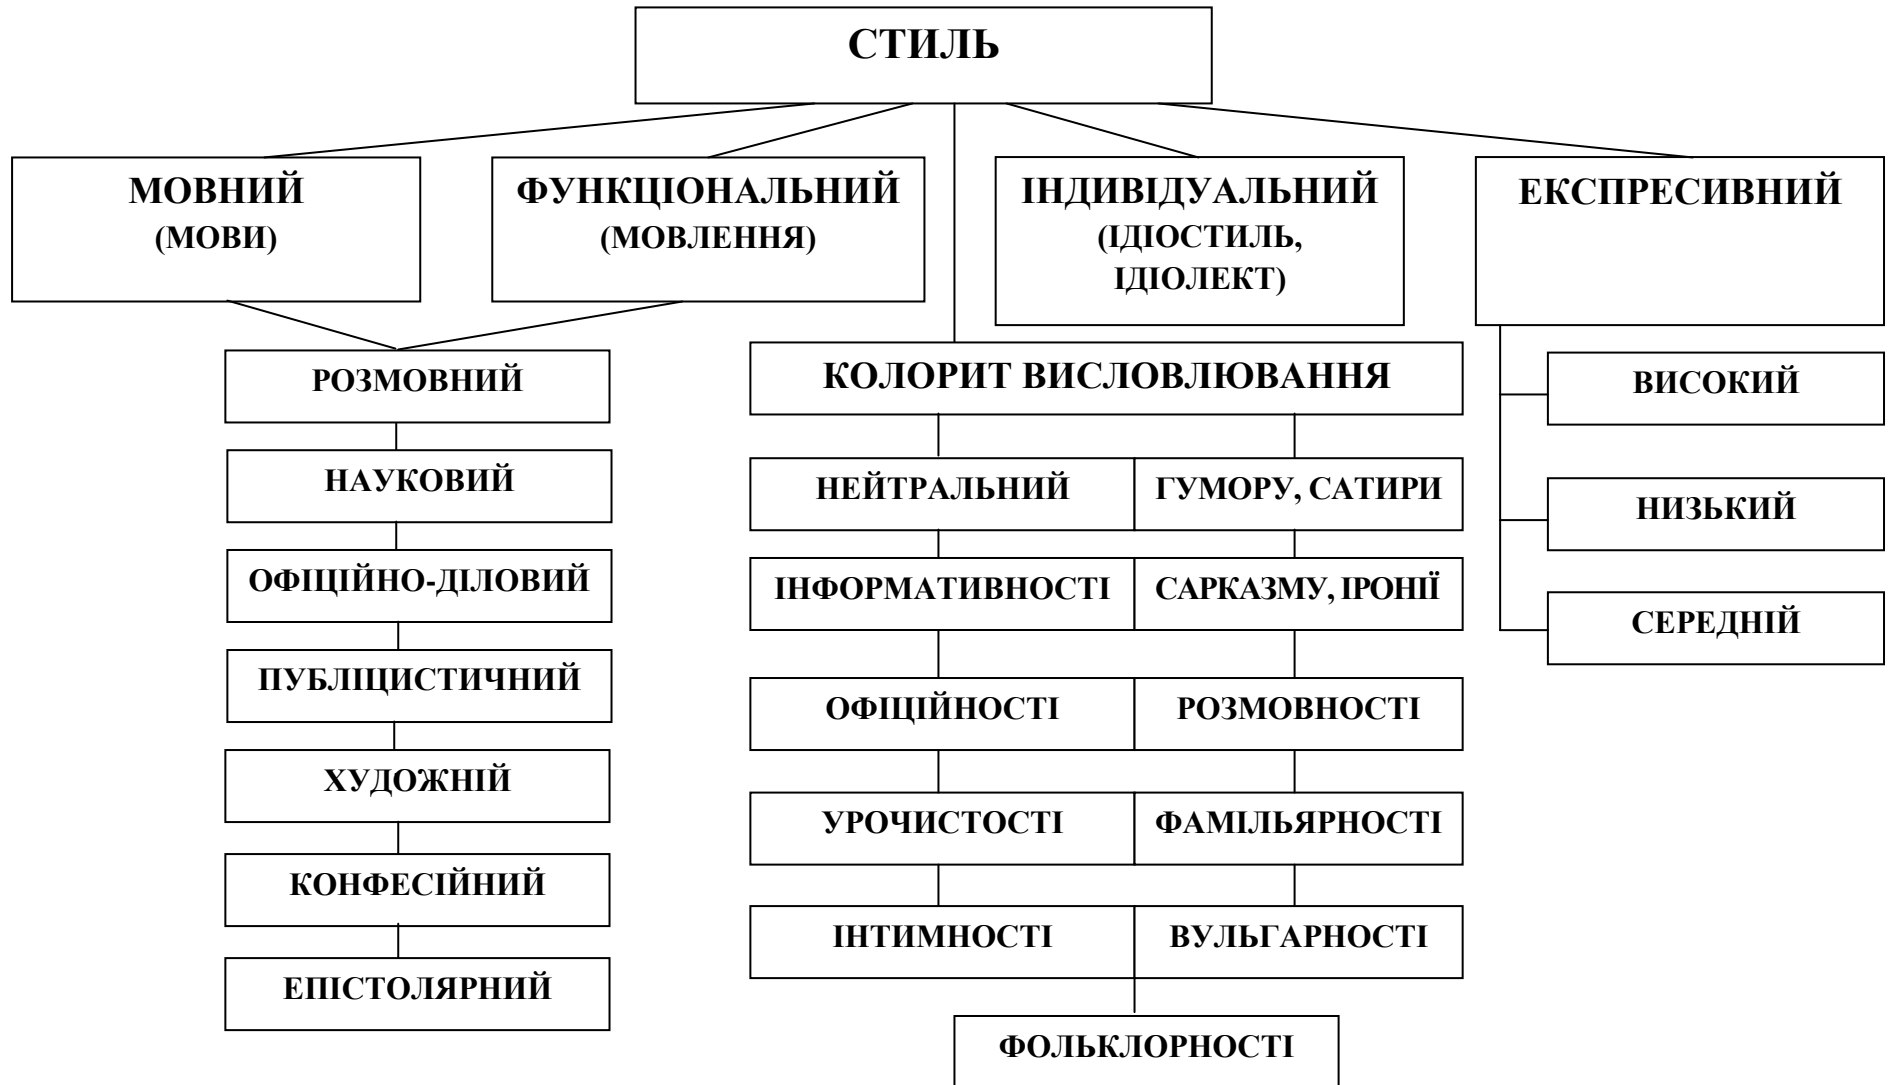 СТИЛЬ
МОВНИЙ
(МОВИ)
ФУНКЦІОНАЛЬНИЙ
(МОВЛЕННЯ)
ІНДИВІДУАЛЬНИЙ
(ІДІОСТИЛЬ,
ІДІОЛЕКТ)
ЕКСПРЕСИВНИЙ
РОЗМОВНИЙ
НАУКОВИЙ
ОФІЦІЙНО-ДІЛОВИЙ
ПУБЛІЦИСТИЧНИЙ
ХУДОЖНІЙ
КОНФЕСІЙНИЙ
ЕПІСТОЛЯРНИЙ
КОЛОРИТ ВИСЛОВЛЮВАННЯ
НЕЙТРАЛЬНИЙ
ГУМОРУ, САТИРИ
ІНФОРМАТИВНОСТІ
САРКАЗМУ, ІРОНІЇ
ОФІЦІЙНОСТІ
РОЗМОВНОСТІ
УРОЧИСТОСТІ
ФАМІЛЬЯРНОСТІ
ІНТИМНОСТІ
ВУЛЬГАРНОСТІ
ФОЛЬКЛОРНОСТІ
ВИСОКИЙ
НИЗЬКИЙ
СЕРЕДНІЙ